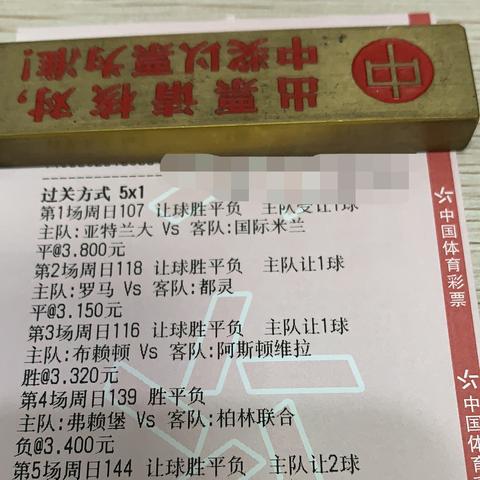 出票请核对,
中奖以票为准!
中
过关方式 5x1
第1场周日107 让球胜平负 主队受让1球
主队:亚特兰大 Vs 客队:国际米兰
平@3.800元
第2场周日118 让球胜平负 主队让1球
主队:罗马 Vs 客队:都灵
平@3.150元
第3场周日116 让球胜平负 主队让1球
主队:布赖顿 Vs 客队:阿斯顿维拉
胜@3.320元
第4场周日139 胜平负
主队:弗赖堡 Vs 客队:柏林联合
负@3.400元
第5场周日144 让球胜平负 主队让2球
中国体育彩票
中国体育